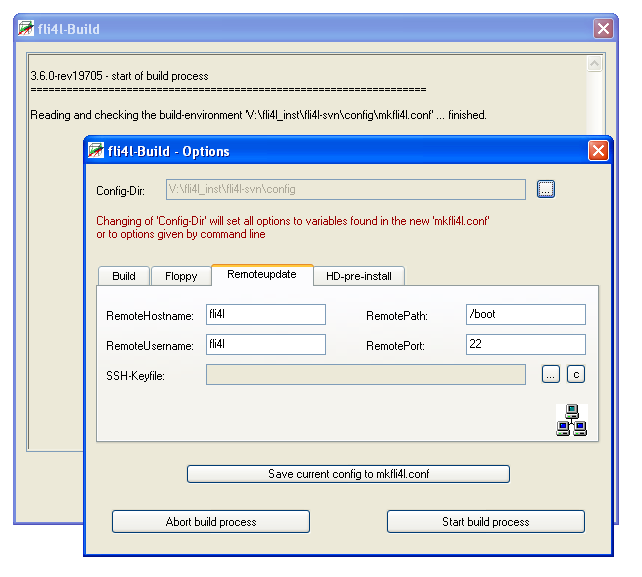 fli4l-Build
3.6.0-rev19705 - start of build process
==================================================================
Reading and checking the build-environment 'V:\fli4l_inst\fli4l-svn\config\mkfli4l.conf' ... finished.
fli4l-Build - Options
Config-Dir: V:\fli4l_inst\fli4l-svn\config ...
Changing of 'Config-Dir' will set all options to variables found in the new 'mkfli4l.conf'
or to options given by command line
Build Floppy Remoteupdate HD-pre-install
RemoteHostname: fli4l RemotePath: /boot
RemoteUsername: fli4l RemotePort: 22
SSH-Keyfile: ... c
Save current config to mkfli4l.conf
Abort build process Start build process